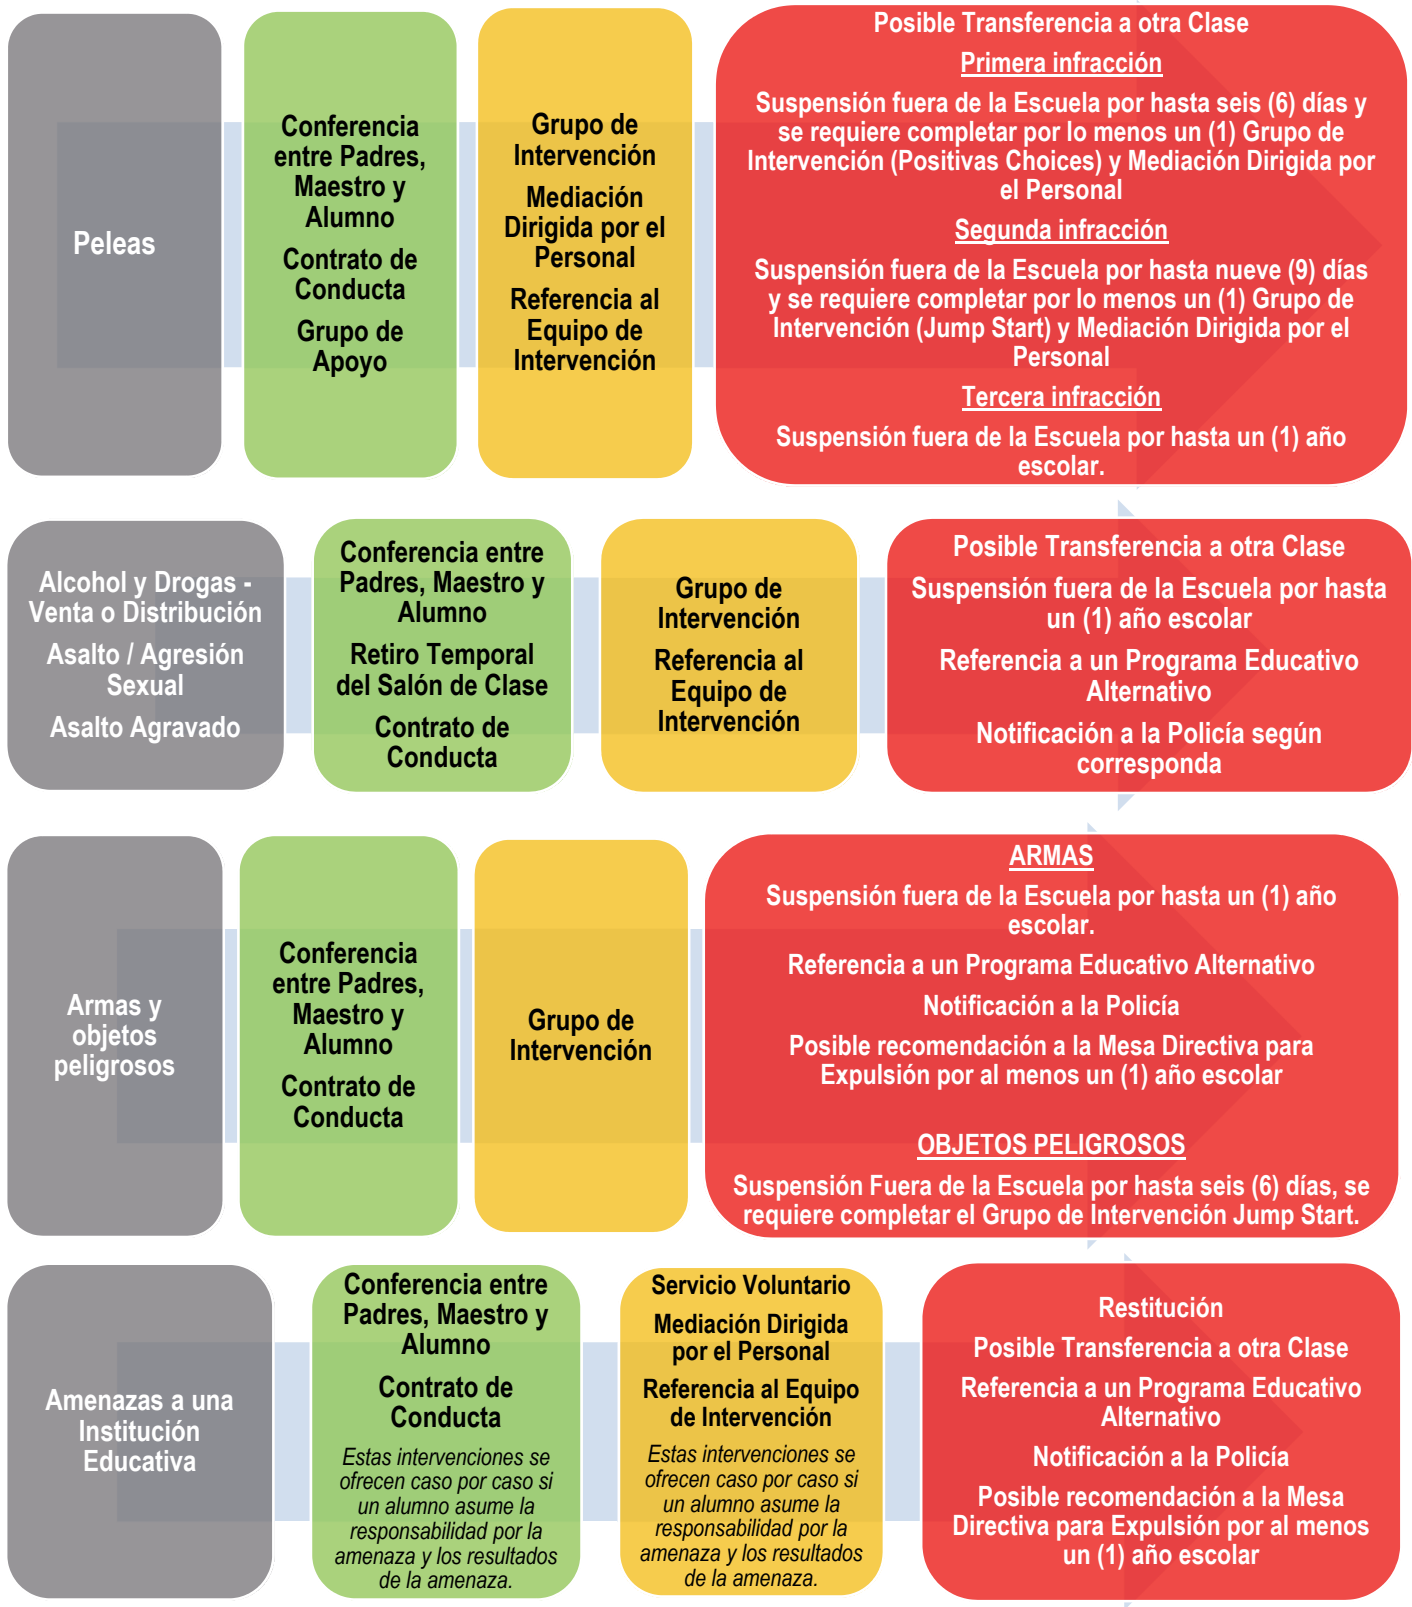 Peleas
Conferencia
entre Padres,
Maestro y
Alumno
Contrato de
Conducta
Grupo de
Apoyo
Grupo de
Intervención
Mediación
Dirigida por el
Personal
Referencia al
Equipo de
Intervención
Posible Transferencia a otra Clase
Primera infracción
Suspensión fuera de la Escuela por hasta seis (6) días y
se requiere completar por lo menos un (1) Grupo de
Intervención (Positivas Choices) y Mediación Dirigida por
el Personal
Segunda infracción
Suspensión fuera de la Escuela por hasta nueve (9) días
y se requiere completar por lo menos un (1) Grupo de
Intervención (Jump Start) y Mediación Dirigida por el
Personal
Tercera infracción
Suspensión fuera de la Escuela por hasta un (1) año
escolar.
Alcohol y Drogas -
Venta o Distribución
Asalto / Agresión
Sexual
Asalto Agravado
Conferencia entre
Padres, Maestro y
Alumno
Retiro Temporal
del Salón de Clase
Contrato de
Conducta
Grupo de
Intervención
Referencia al
Equipo de
Intervención
Posible Transferencia a otra Clase
Suspensión fuera de la Escuela por hasta
un (1) año escolar
Referencia a un Programa Educativo
Alternativo
Notificación a la Policía según
corresponda
Armas y
objetos
peligrosos
Conferencia
entre Padres,
Maestro y
Alumno
Contrato de
Conducta
Grupo de
Intervención
ARMAS
Suspensión fuera de la Escuela por hasta un (1) año
escolar.
Referencia a un Programa Educativo Alternativo
Notificación a la Policía
Posible recomendación a la Mesa Directiva para
Expulsión por al menos un (1) año escolar
OBJETOS PELIGROSOS
Suspensión Fuera de la Escuela por hasta seis (6) días, se
requiere completar el Grupo de Intervención Jump Start.
Amenazas a una
Institución
Educativa
Conferencia entre
Padres, Maestro y
Alumno
Contrato de
Conducta
Estas intervenciones se
ofrecen caso por caso si
un alumno asume la
responsabilidad por la
amenaza y los resultados
de la amenaza.
Servicio Voluntario
Mediación Dirigida
por el Personal
Referencia al Equipo
de Intervención
Estas intervenciones se
ofrecen caso por caso si
un alumno asume la
responsabilidad por la
amenaza y los resultados
de la amenaza.
Restitución
Posible Transferencia a otra Clase
Referencia a un Programa Educativo
Alternativo
Notificación a la Policía
Posible recomendación a la Mesa
Directiva para Expulsión por al menos
un (1) año escolar